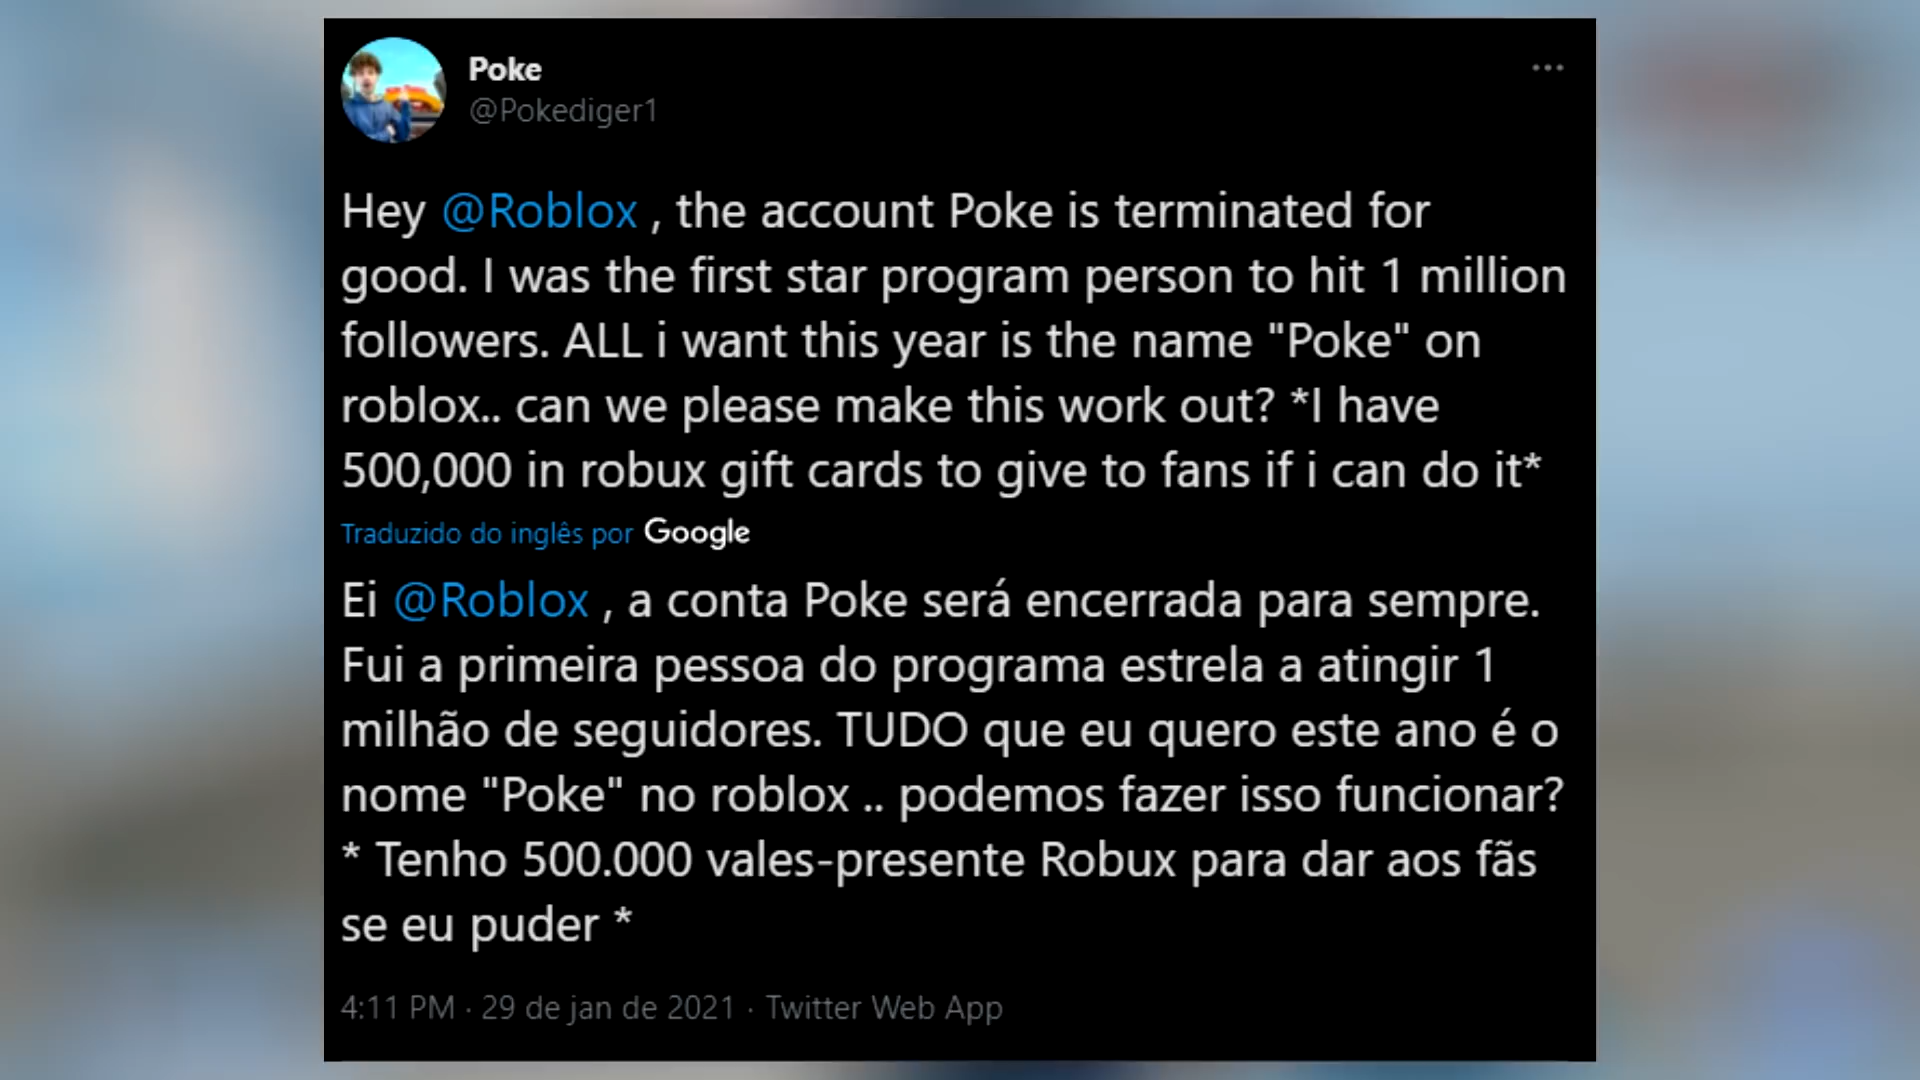 Poke
@Pokediger1
Hey @Roblox , the account Poke is terminated for
good. I was the first star program person to hit 1 million
followers. ALL i want this year is the name "Poke" on
roblox.. can we please make this work out? *I have
500,000 in robux gift cards to give to fans if i can do it*
Traduzido do inglês por Google
Ei @Roblox , a conta Poke será encerrada para sempre.
Fui a primeira pessoa do programa estrela a atingir 1
milhão de seguidores. TUDO que eu quero este ano é o
nome "Poke" no roblox .. podemos fazer isso funcionar?
* Tenho 500.000 vales-presente Robux para dar aos fãs
se eu puder *
4:11 PM · 29 de jan de 2021 · Twitter Web App